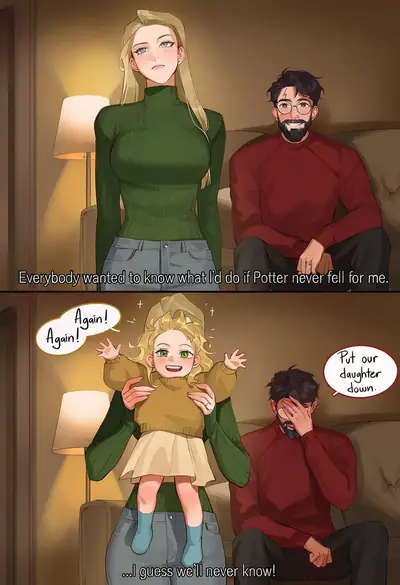 Everybody wanted to know what I'd do if Potter never fell for me.
Again!
Again!
Put our
daughter
down.
...I guess we'll never know!